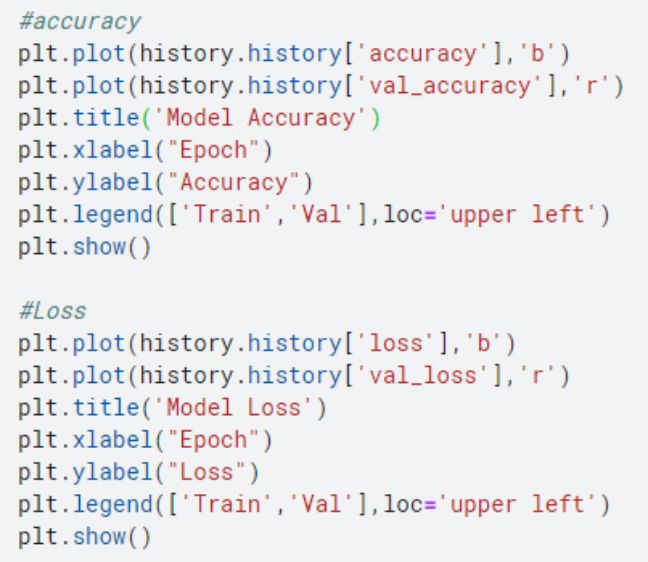 #accuracy
plt.plot(history.history['accuracy'],'b')
plt.plot(history.history['val_accuracy'],'r')
plt.title('Model Accuracy')
plt.xlabel("Epoch")
plt.ylabel("Accuracy")
plt.legend(['Train','Val'],loc='upper left')
plt.show()

#Loss
plt.plot(history.history['loss'],'b')
plt.plot(history.history['val_loss'],'r')
plt.title('Model Loss')
plt.xlabel("Epoch")
plt.ylabel("Loss")
plt.legend(['Train','Val'],loc='upper left')
plt.show()